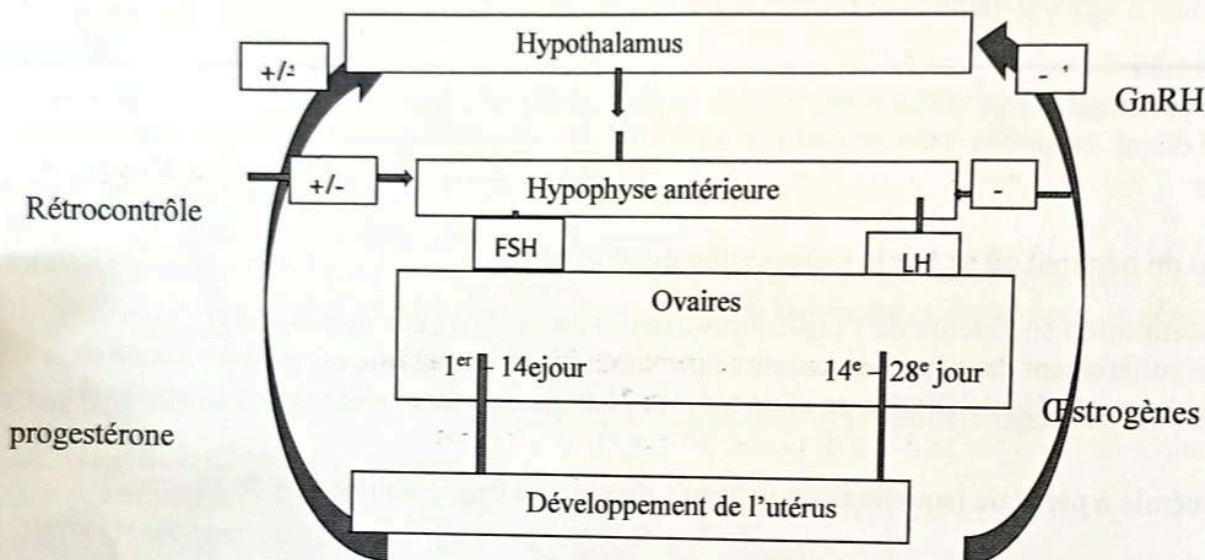 Hypothalamus
+/-
-
GnRH
+/-
Hypophyse antérieure
-
Rétrocontrôle
FSH
LH
Ovaires
1er – 14ejour
14e – 28e jour
progestérone
Œstrogènes
Développement de l'utérus